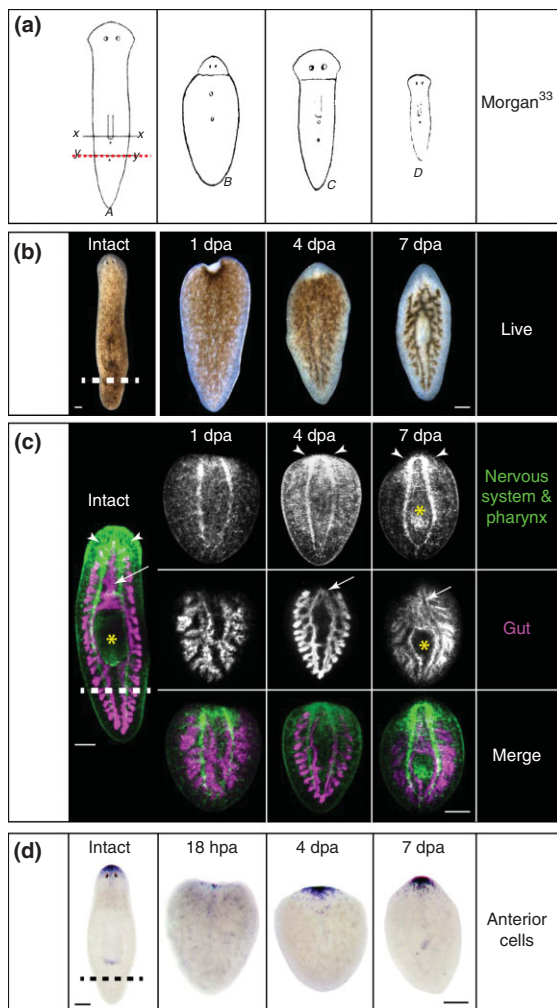 (a)
x x
y y
A
B
C
D
Morgan33
(b)
Intact
1 dpa
4 dpa
7 dpa
Live
(c)
Intact
1 dpa
4 dpa
7 dpa
Nervous
system &
pharynx
*
*
Gut
*
Merge
(d)
Intact
18 hpa
4 dpa
7 dpa
Anterior
cells